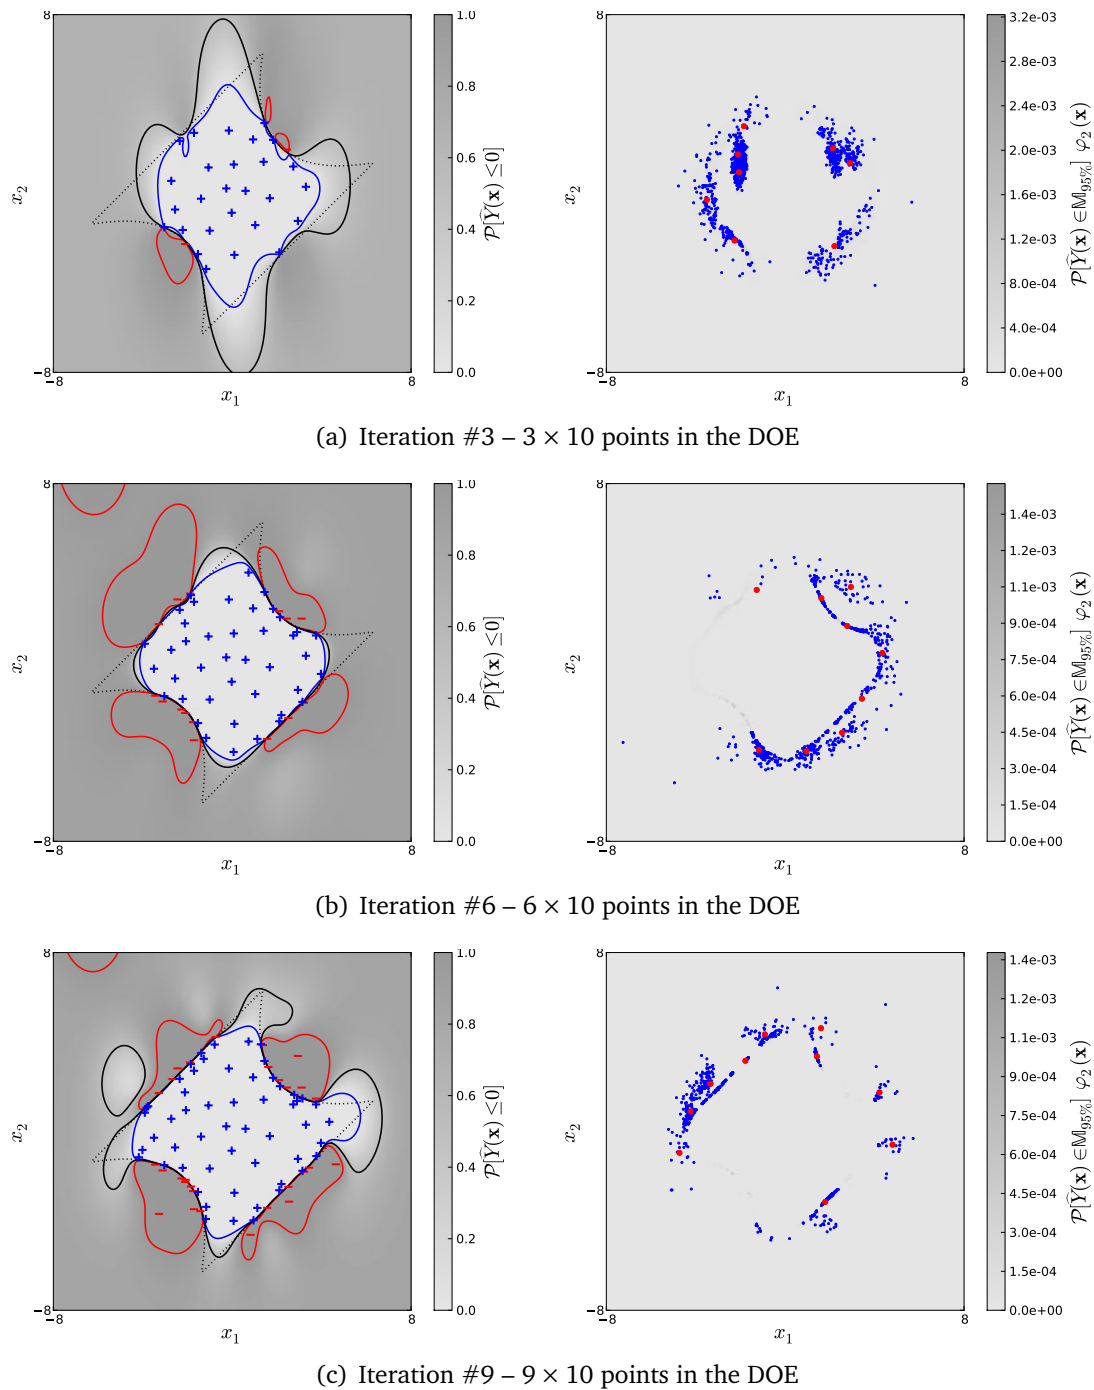 8
1.0
0.8
0.6
0.4
0.2
0.0
x₂
−8
−8
8
x₁
𝒫[Ŷ(x) ≤0]
8
3.2e-03
2.8e-03
2.4e-03
2.0e-03
1.6e-03
1.2e-03
8.0e-04
4.0e-04
0.0e+00
x₂
−8
−8
8
x₁
𝒫[Ŷ(x) ∈𝕄₉₅%] φ₂(x)
(a) Iteration #3 – 3 × 10 points in the DOE
8
1.0
0.8
0.6
0.4
0.2
0.0
x₂
−8
−8
8
x₁
𝒫[Ŷ(x) ≤0]
8
1.4e-03
1.2e-03
1.1e-03
9.0e-04
7.5e-04
6.0e-04
4.5e-04
3.0e-04
1.5e-04
0.0e+00
x₂
−8
−8
8
x₁
𝒫[Ŷ(x) ∈𝕄₉₅%] φ₂(x)
(b) Iteration #6 – 6 × 10 points in the DOE
8
1.0
0.8
0.6
0.4
0.2
0.0
x₂
−8
−8
8
x₁
𝒫[Ŷ(x) ≤0]
8
1.4e-03
1.2e-03
1.1e-03
9.0e-04
7.5e-04
6.0e-04
4.5e-04
3.0e-04
1.5e-04
0.0e+00
x₂
−8
−8
8
x₁
𝒫[Ŷ(x) ∈𝕄₉₅%] φ₂(x)
(c) Iteration #9 – 9 × 10 points in the DOE